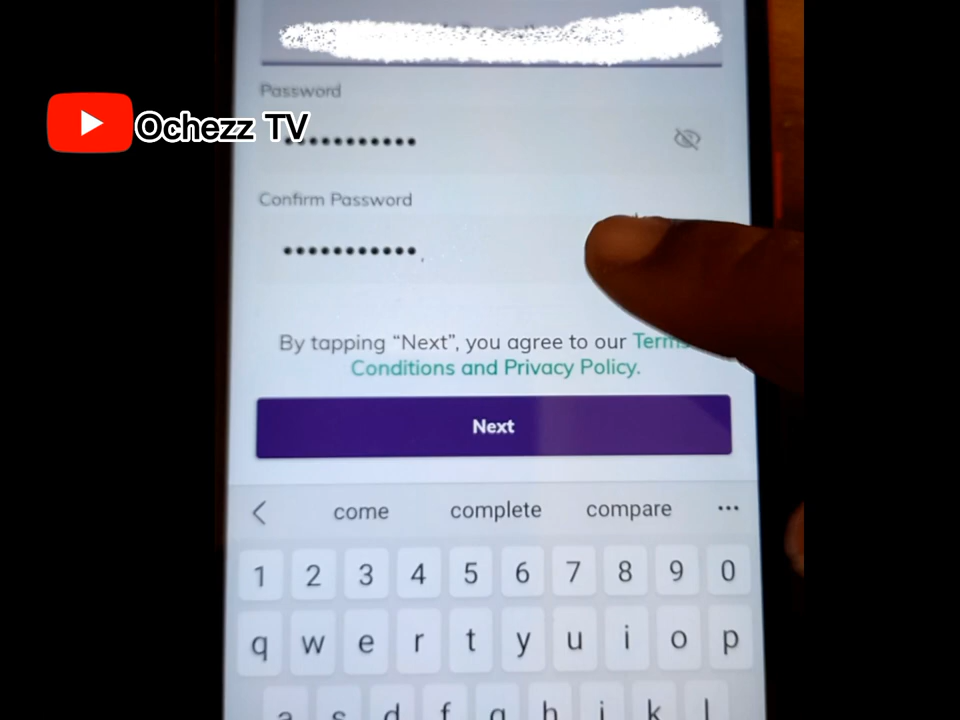 Password
Ochezz TV
•••••••••••
Confirm Password
•••••••••••
By tapping “Next”, you agree to our Terms
Conditions and Privacy Policy.
Next
come complete compare ...
1 2 3 4 5 6 7 8 9 0
q w e r t y u i o p
a s d f g h j k l